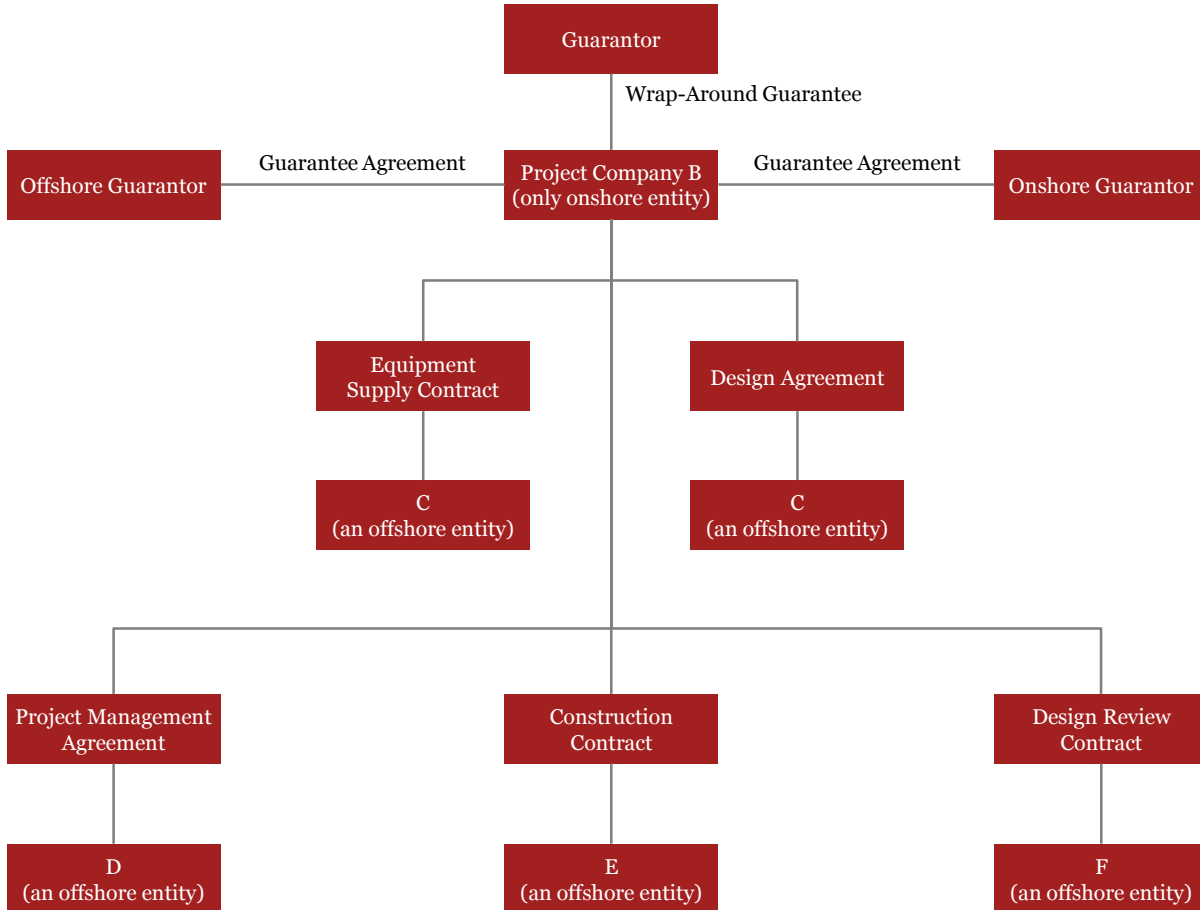 Guarantor
Wrap-Around Guarantee
Guarantee Agreement
Guarantee Agreement
Offshore Guarantor
Project Company B
(only onshore entity)
Onshore Guarantor
Equipment
Supply Contract
Design Agreement
C
(an offshore entity)
C
(an offshore entity)
Project Management
Agreement
Construction
Contract
Design Review
Contract
D
(an offshore entity)
E
(an offshore entity)
F
(an offshore entity)